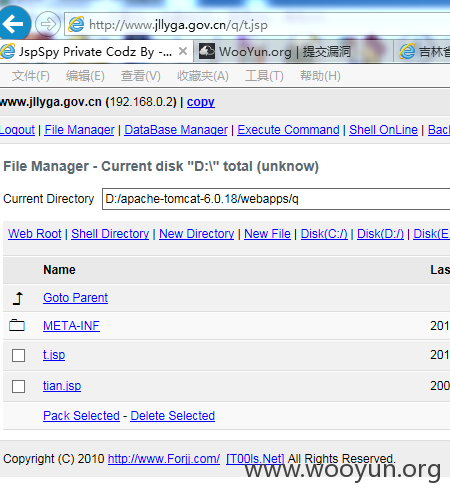 http://www.jllyga.gov.cn/q/t.jsp
JspSpy Private Codz By -... WooYun.org | 提交漏洞
文件(F) 编辑(E) 查看(V) 收藏夹(A) 工具(T) 帮助(H)
www.jllyga.gov.cn (192.168.0.2) | copy
Logout | File Manager | DataBase Manager | Execute Command | Shell OnLine | Back
File Manager - Current disk "D:\" total (unknow)
Current Directory D:/apache-tomcat-6.0.18/webapps/q
Web Root | Shell Directory | New Directory | New File | Disk(C:/) | Disk(D:/) | Disk(E
Name Las
Goto Parent
META-INF 201
t.jsp 201
tian.jsp 200
Pack Selected - Delete Selected
Copyright (C) 2010 http://www.Forjj.com/ [T00ls.Net] All Rights Reserved.
www.wooyun.org